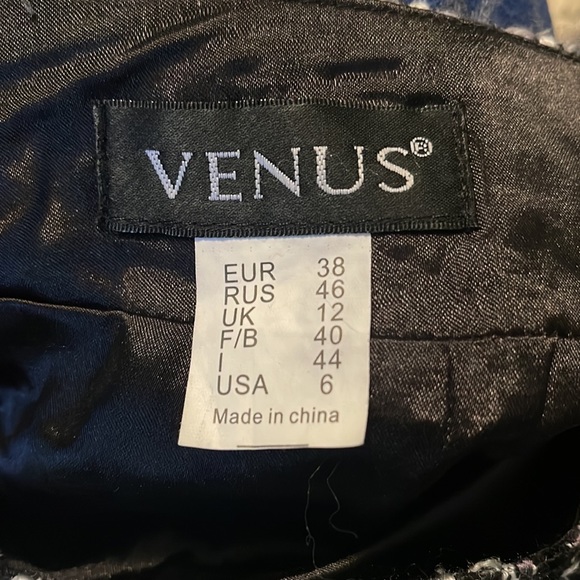 VENUS®
EUR 38
RUS 46
UK 12
F/B 40
I 44
USA 6
Made in china